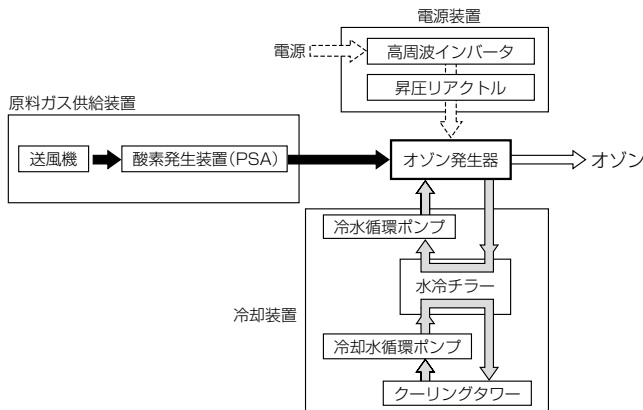 電源装置
電源
高周波インバータ
昇圧リアクトル
原料ガス供給装置
送風機
酸素発生装置(PSA)
オゾン発生器
オゾン
冷水循環ポンプ
水冷チラー
冷却装置
冷却水循環ポンプ
クーリングタワー